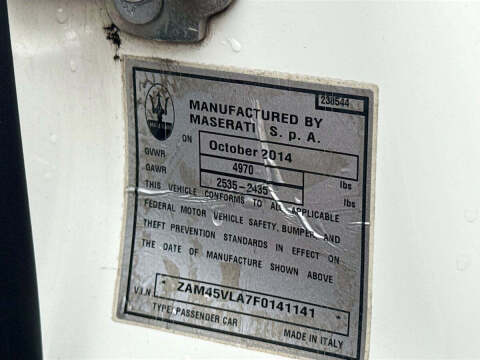 238544
MANUFACTURED BY
MASERATI S. p A.
ON October 2014
GVWR 4970 lbs
GAWR 2535-2435 lbs
THIS VEHICLE CONFORMS TO ALL APPLICABLE
FEDERAL MOTOR VEHICLE SAFETY, BUMPER, AND
THEFT PREVENTION STANDARDS IN EFFECT ON
THE DATE OF MANUFACTURE SHOWN ABOVE
V.I.N. * ZAM45VLA7F0141141 *
TYPE: PASSENGER CAR MADE IN ITALY